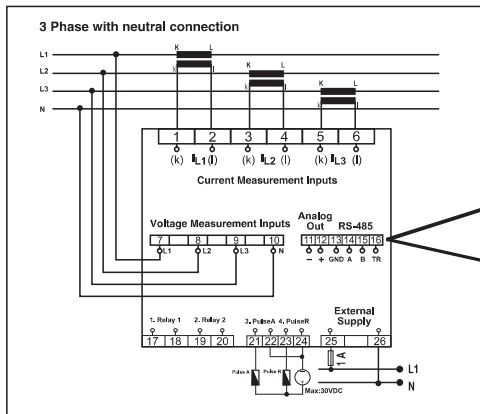 3 Phase with neutral connection
K L
L1
K L
L2 k l
K L
L3 k l
N k l
1 2 3 4 5 6
(k) IL1 (l) (k) IL2 (l) (k) IL3 (l)
Current Measurement Inputs
Analog Out RS-485
Voltage Measurement Inputs
7 8 9 10 11 12 13 14 15 16
L1 L2 L3 N − + GND A B TR
External Supply
1. Relay 1 2. Relay 2 3. PulseA 4. PulseR
17 18 19 20 21 22 23 24 25 26
1 A
Pulse A Pulse R L1
Max:30VDC N